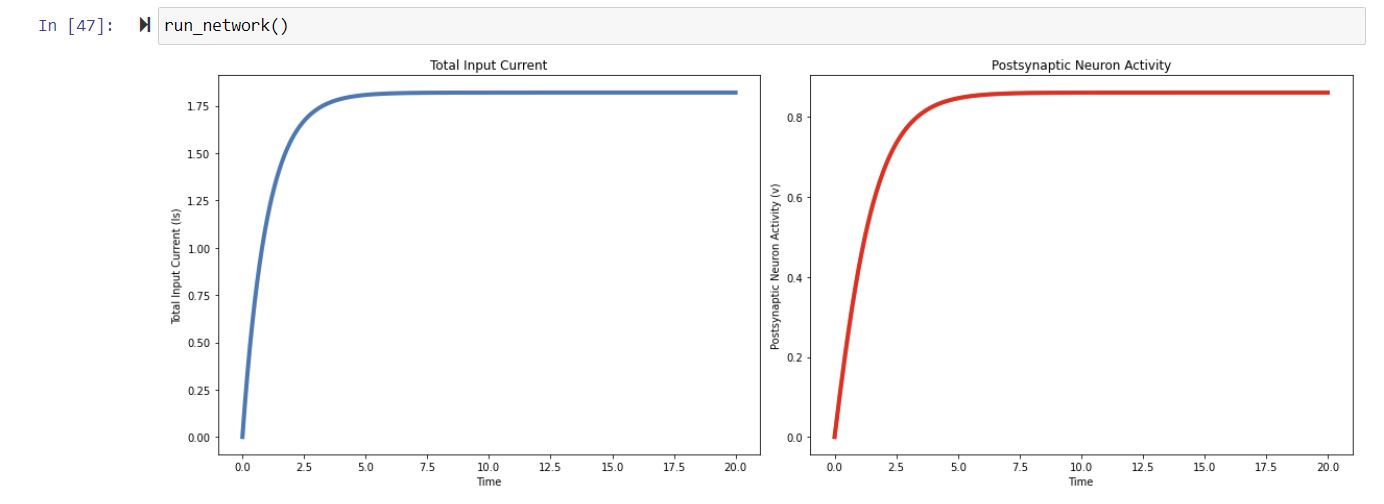 In [47]: run_network()
Total Input Current
Total Input Current (Is)
1.75
1.50
1.25
1.00
0.75
0.50
0.25
0.00
0.0 2.5 5.0 7.5 10.0 12.5 15.0 17.5 20.0
Time
Postsynaptic Neuron Activity
Postsynaptic Neuron Activity (v)
0.8
0.6
0.4
0.2
0.0
0.0 2.5 5.0 7.5 10.0 12.5 15.0 17.5 20.0
Time